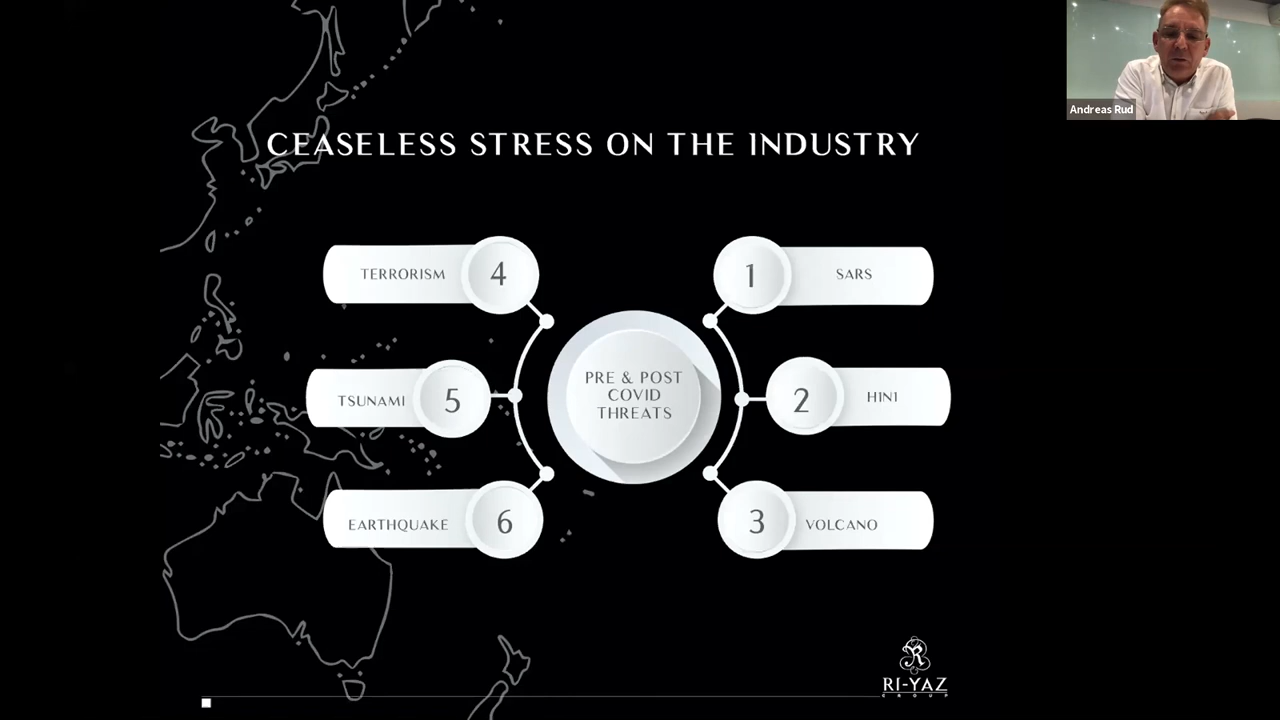 Andreas Rud
CEASELESS STRESS ON THE INDUSTRY
TERRORISM 4
1 SARS
PRE & POST
COVID
THREATS
TSUNAMI 5
2 H1N1
EARTHQUAKE 6
3 VOLCANO
RI-YAZ
GROUP